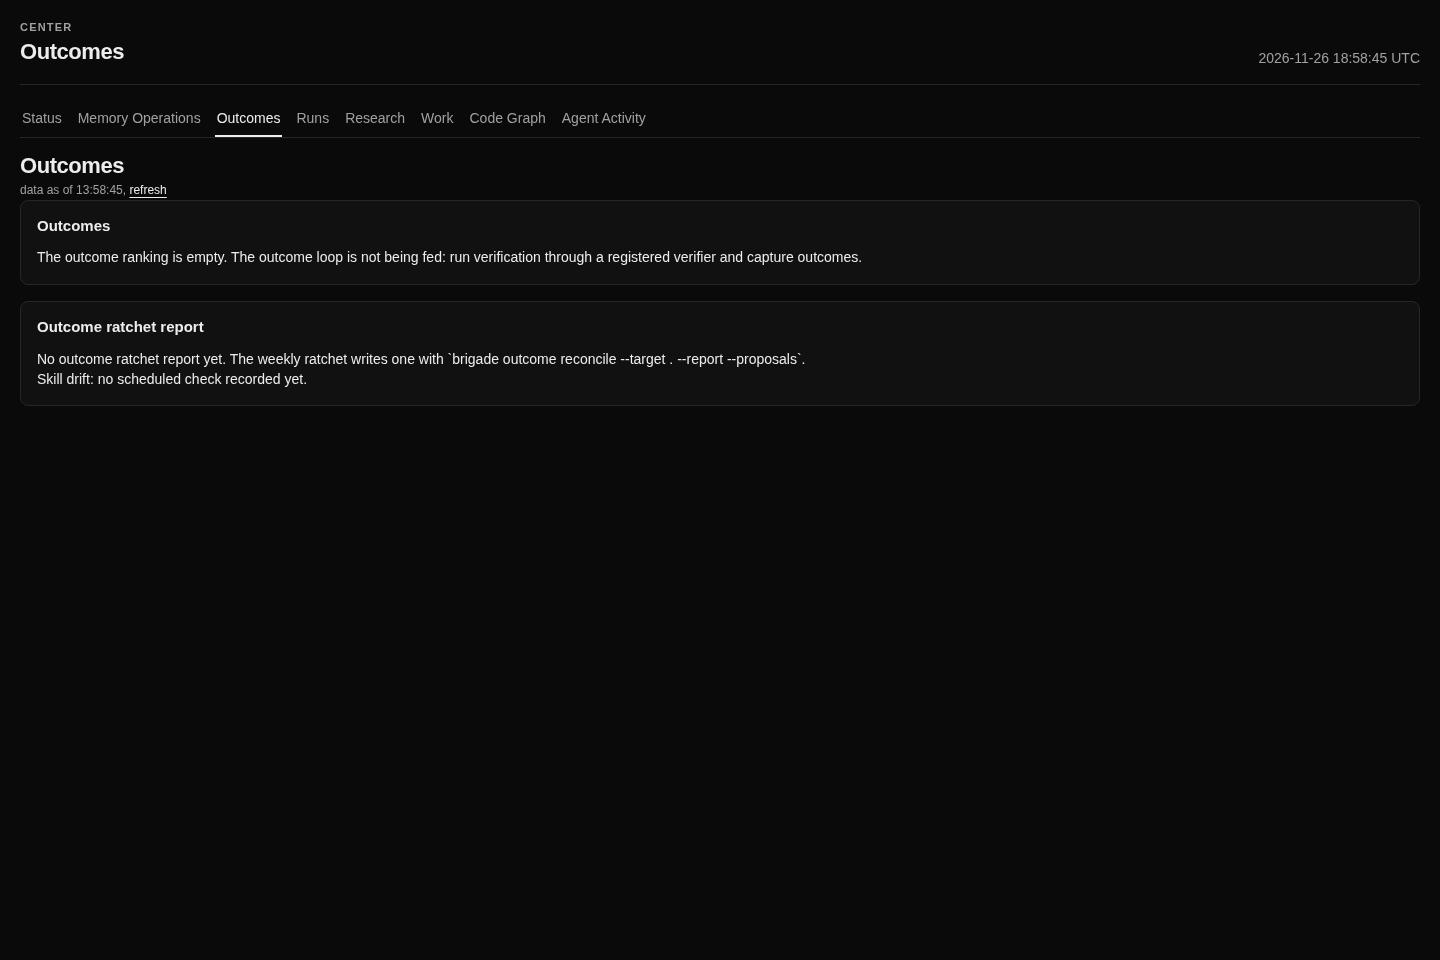 CENTER
Outcomes
2026-11-26 18:58:45 UTC
Status Memory Operations Outcomes Runs Research Work Code Graph Agent Activity
Outcomes
data as of 13:58:45, refresh
Outcomes
The outcome ranking is empty. The outcome loop is not being fed: run verification through a registered verifier and capture outcomes.
Outcome ratchet report
No outcome ratchet report yet. The weekly ratchet writes one with `brigade outcome reconcile --target . --report --proposals`.
Skill drift: no scheduled check recorded yet.